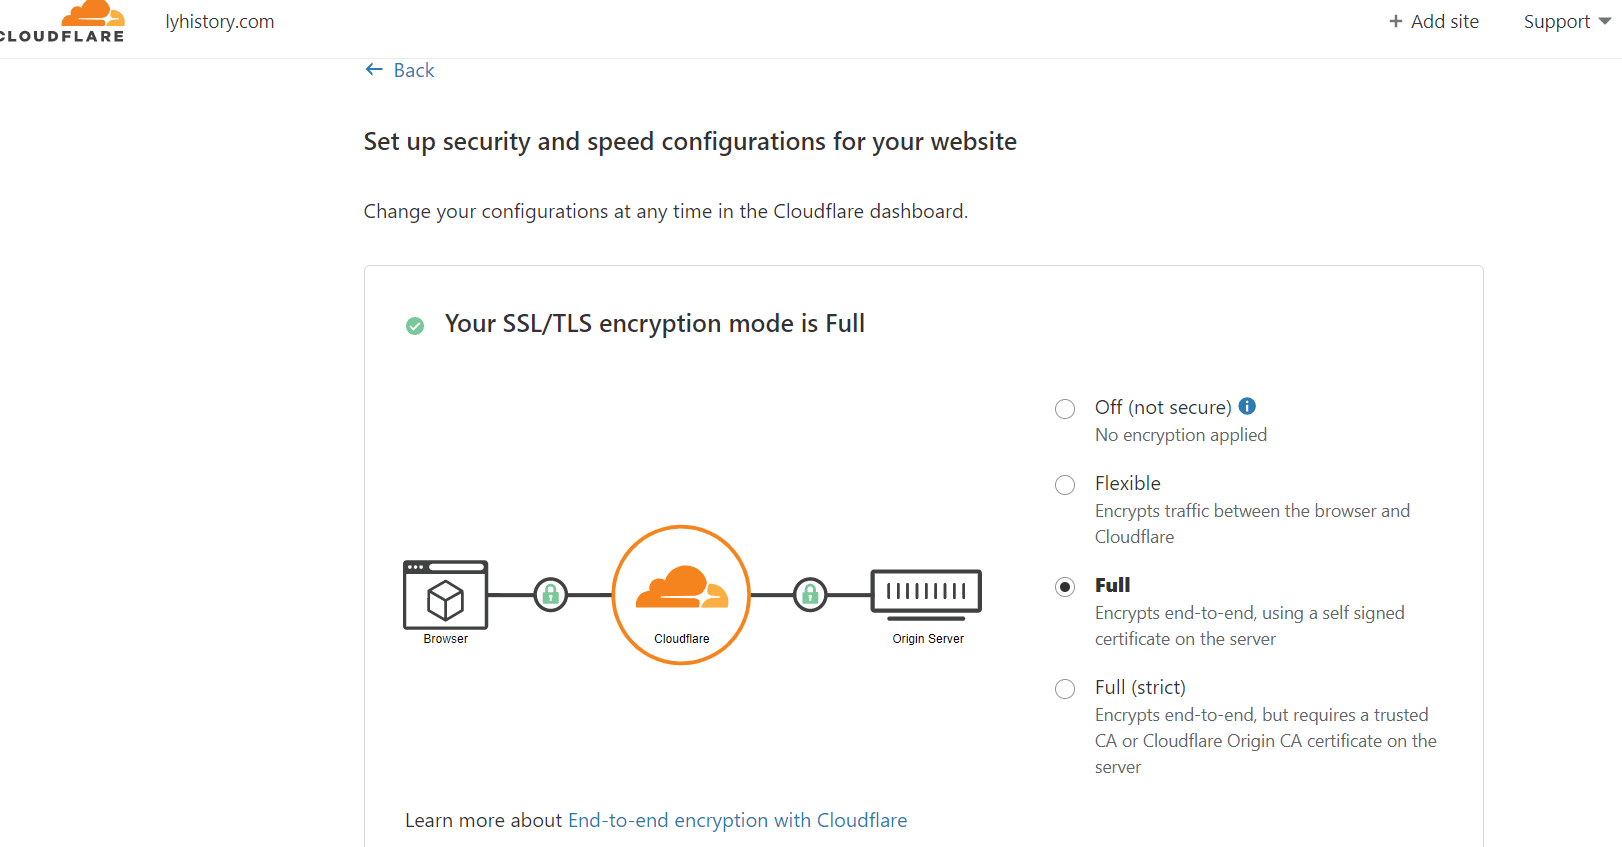 CLOUDFLARE
lyhistory.com
+ Add site
Support
← Back
Set up security and speed configurations for your website
Change your configurations at any time in the Cloudflare dashboard.
Your SSL/TLS encryption mode is Full
Off (not secure)
No encryption applied
Flexible
Encrypts traffic between the browser and
Cloudflare
Full
Encrypts end-to-end, using a self signed
certificate on the server
Full (strict)
Encrypts end-to-end, but requires a trusted
CA or Cloudflare Origin CA certificate on the
server
Browser
Cloudflare
Origin Server
Learn more about End-to-end encryption with Cloudflare